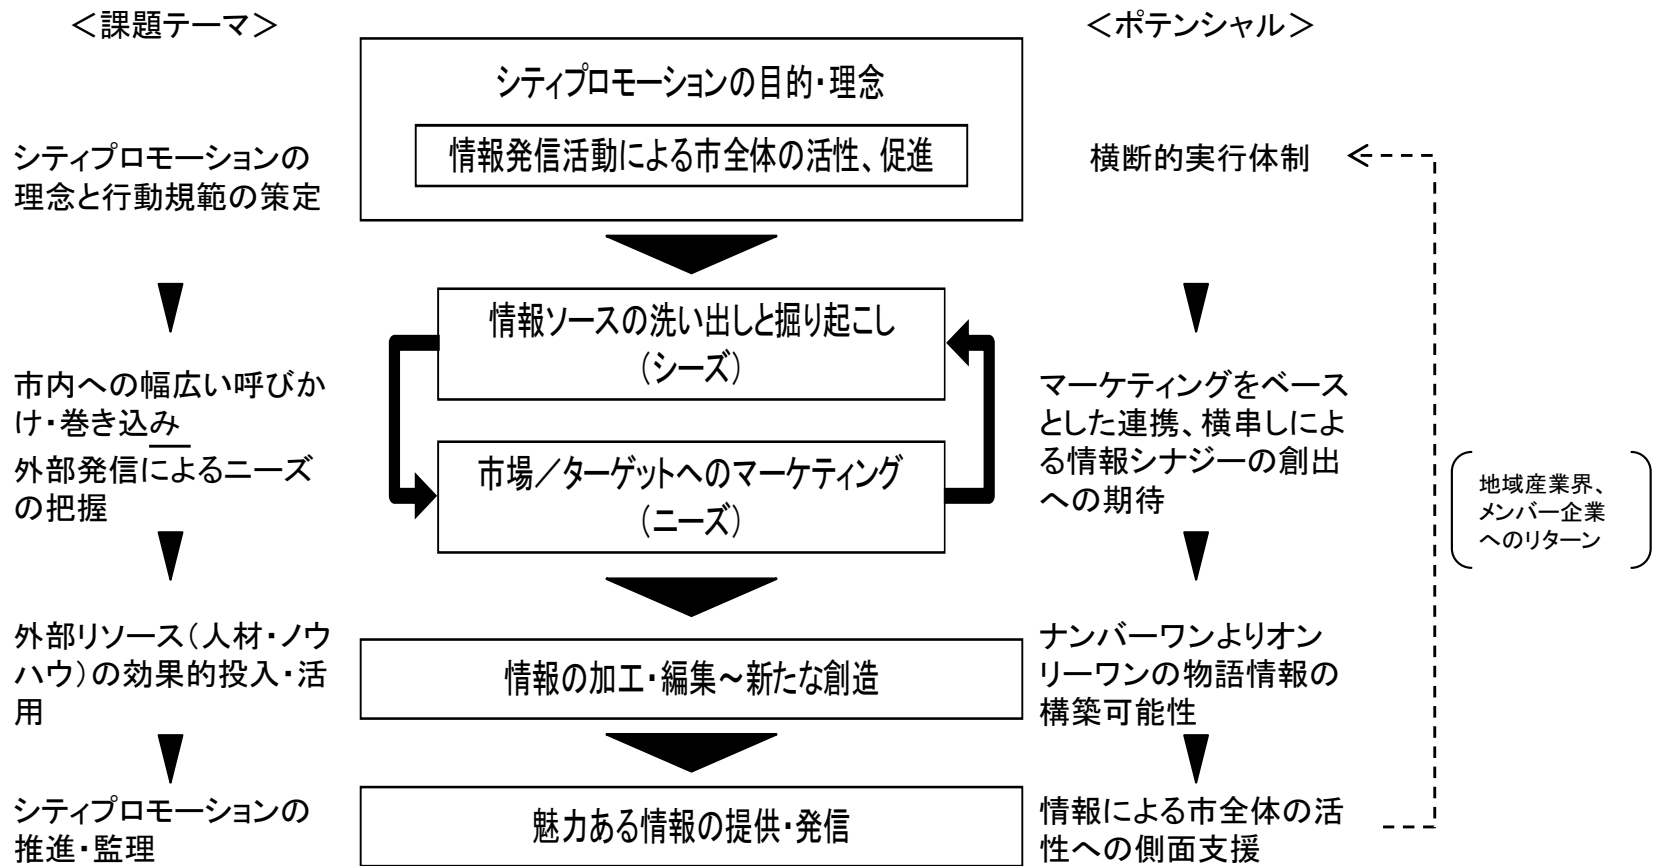 ＜課題テーマ＞
＜ポテンシャル＞
シティプロモーションの目的・理念
情報発信活動による市全体の活性、促進
シティプロモーションの
理念と行動規範の策定
横断的実行体制
情報ソースの洗い出しと掘り起こし
（シーズ）
市場／ターゲットへのマーケティング
（ニーズ）
市内への幅広い呼びか
け・巻き込み
外部発信によるニーズ
の把握
マーケティングをベース
とした連携、横串しによ
る情報シナジーの創出
への期待
地域産業界、
メンバー企業
へのリターン
外部リソース（人材・ノウ
ハウ）の効果的投入・活
用
情報の加工・編集～新たな創造
ナンバーワンよりオン
リーワンの物語情報の
構築可能性
シティプロモーションの
推進・監理
魅力ある情報の提供・発信
情報による市全体の活
性への側面支援